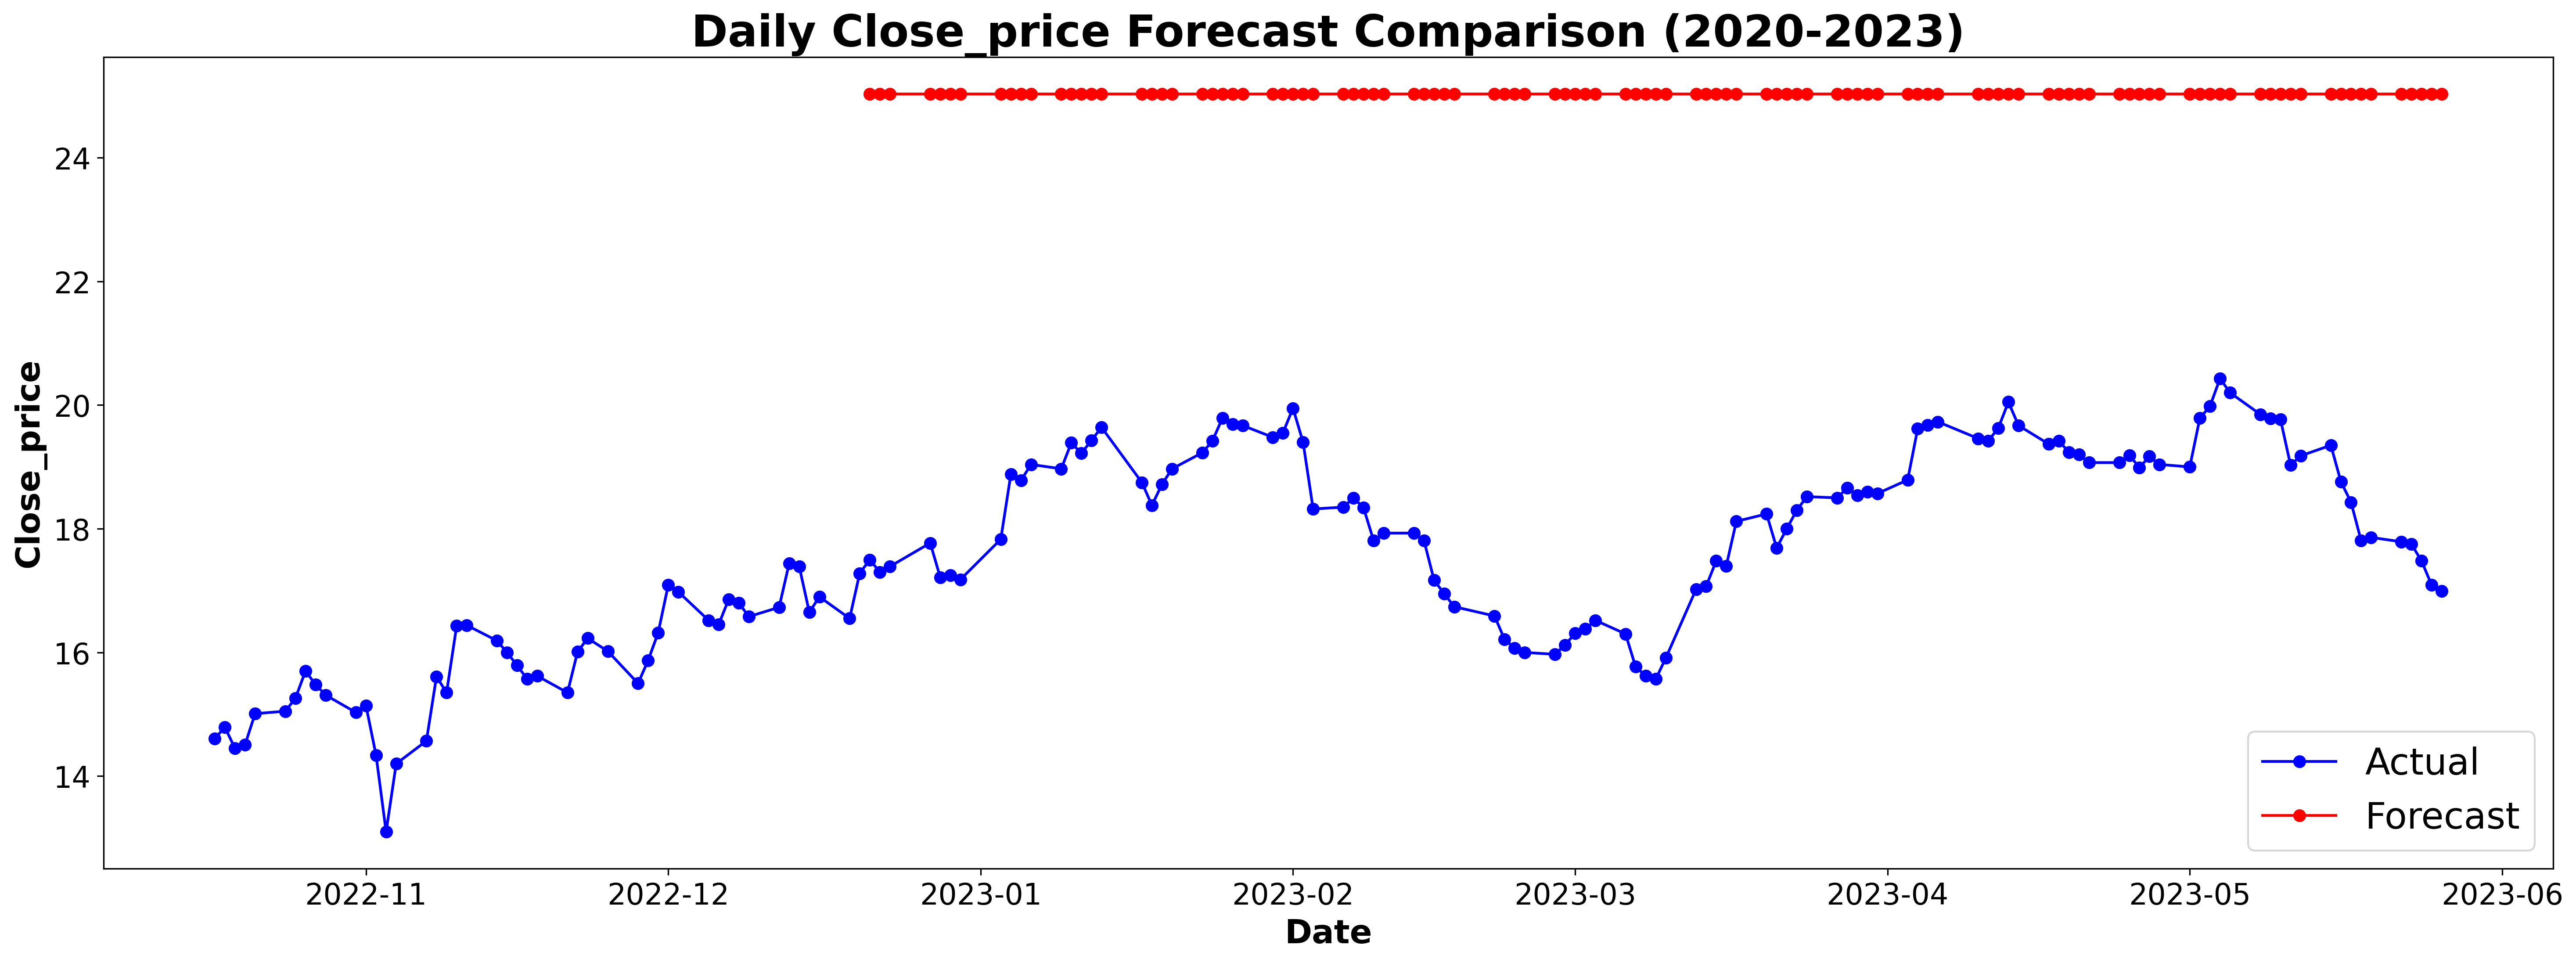 Daily Close_price Forecast Comparison (2020-2023)
Close_price
24
22
20
18
16
14
Actual
Forecast
2022-11 2022-12 2023-01 2023-02 2023-03 2023-04 2023-05 2023-06
Date